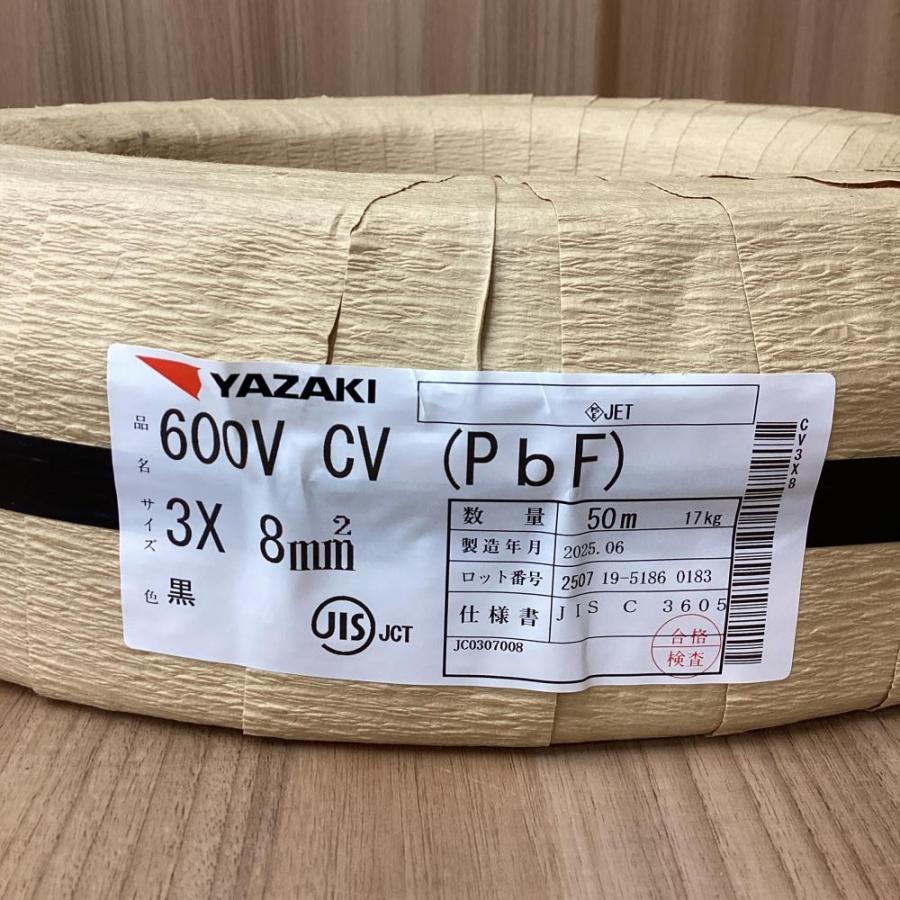 YAZAKI
PSE JET
品名 600V CV (PbF)
サイズ 3X 8mm²
色 黒
JIS JCT
数量 50m 17kg
製造年月 2025.06
ロット番号 2507 19-5186 0183
仕様書 JIS C 3605
JC0307008
合格
検査
CV3X8